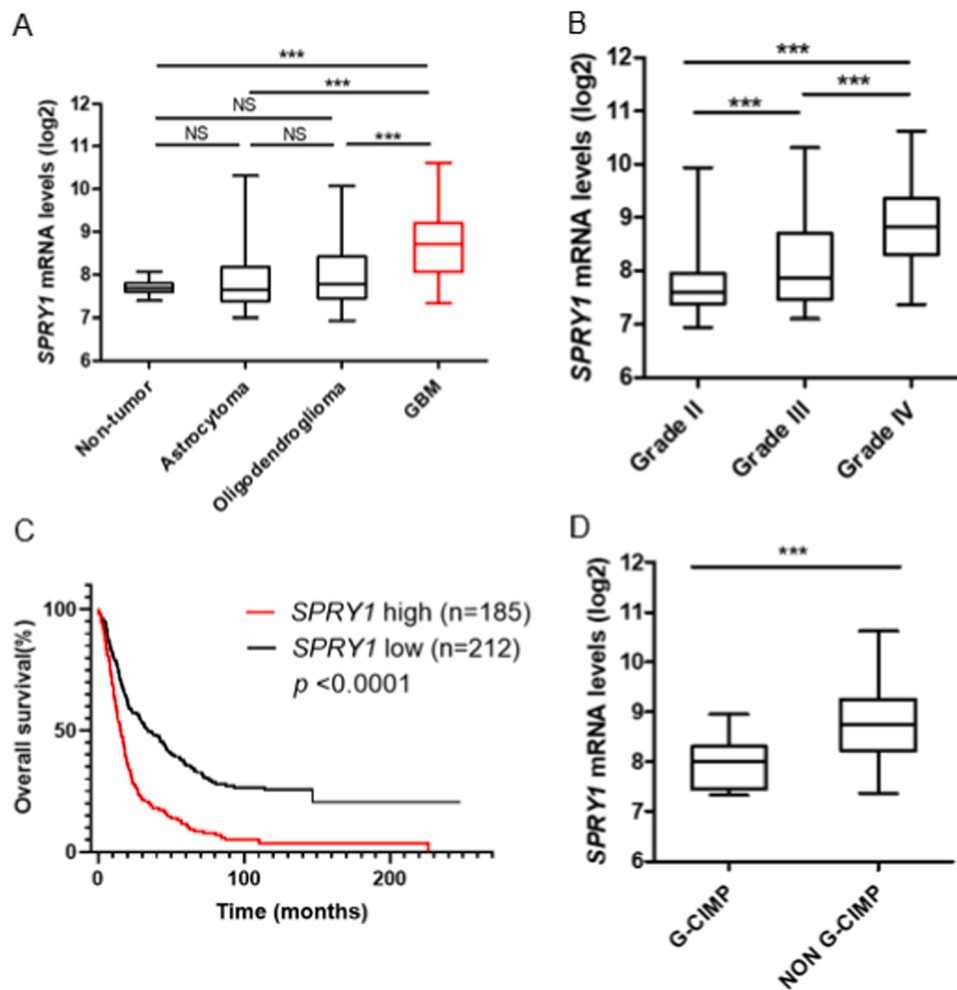 A
SPRY1 mRNA levels (log2)
12
11
10
9
8
7
6
***
***
NS
NS
NS
***
Non-tumor
Astrocytoma
Oligodendroglioma
GBM
B
SPRY1 mRNA levels (log2)
12
11
10
9
8
7
6
***
***
***
Grade II
Grade III
Grade IV
C
Overall survival(%)
100
50
0
SPRY1 high (n=185)
SPRY1 low (n=212)
p <0.0001
0
100
200
Time (months)
D
SPRY1 mRNA levels (log2)
12
11
10
9
8
7
6
***
G-CIMP
NON G-CIMP